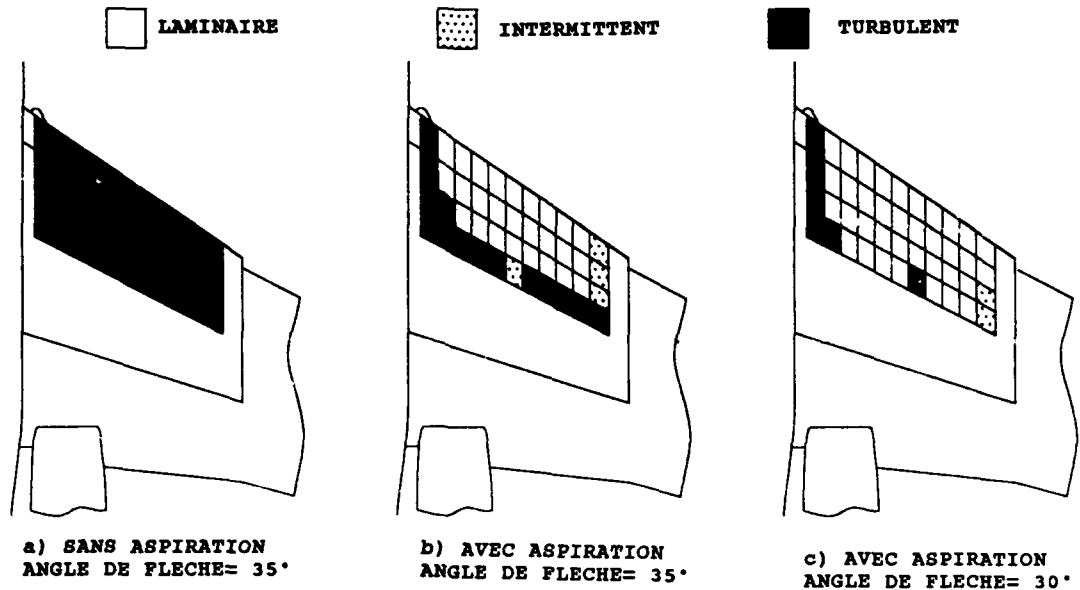 LAMINAIRE
INTERMITTENT
TURBULENT
a) SANS ASPIRATION
ANGLE DE FLECHE= 35°
b) AVEC ASPIRATION
ANGLE DE FLECHE= 35°
c) AVEC ASPIRATION
ANGLE DE FLECHE= 30°